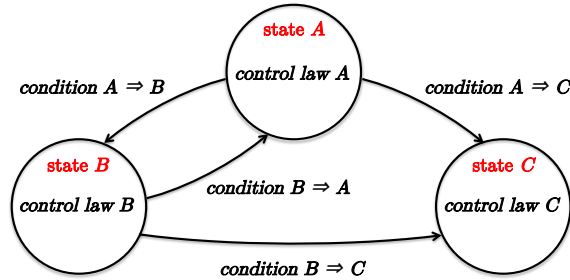 state A
control law A
condition A ⇒ B
condition A ⇒ C
state B
control law B
state C
control law C
condition B ⇒ A
condition B ⇒ C